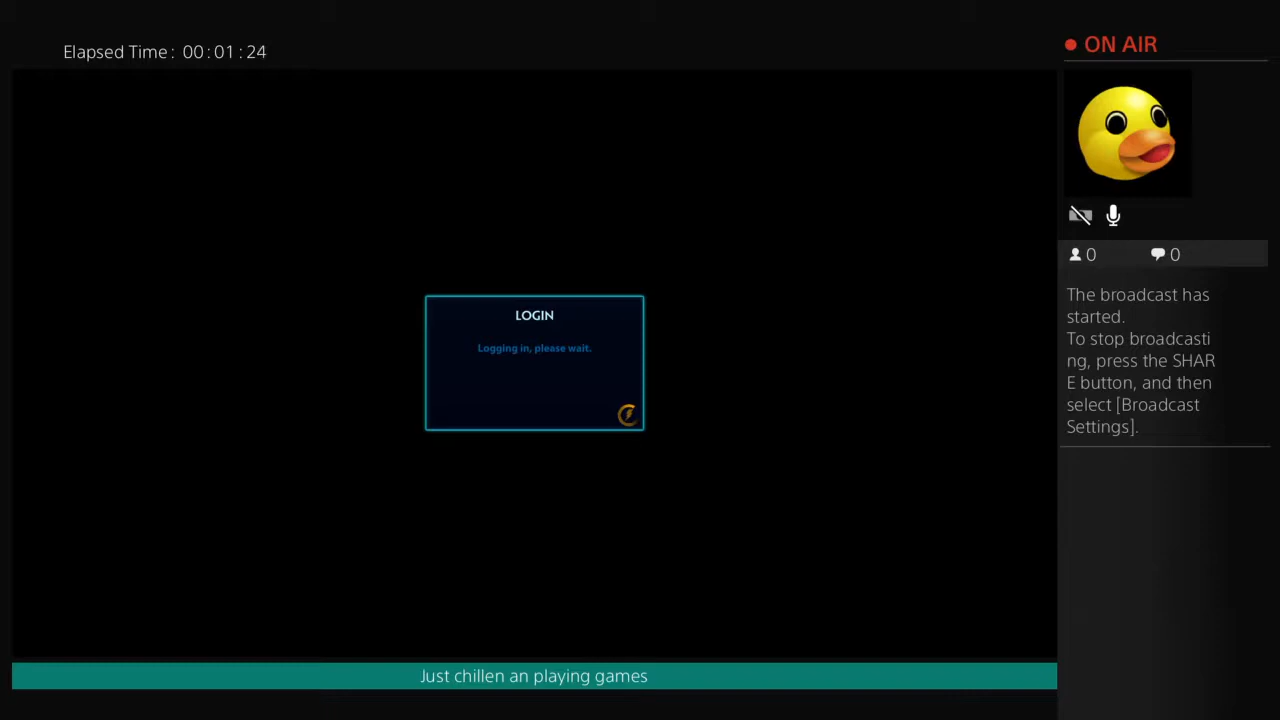 Elapsed Time: 00:01:24
ON AIR
0 0
The broadcast has
started.
To stop broadcasti
ng, press the SHAR
E button, and then
select [Broadcast
Settings].
LOGIN
Logging in, please wait.
Just chillen an playing games